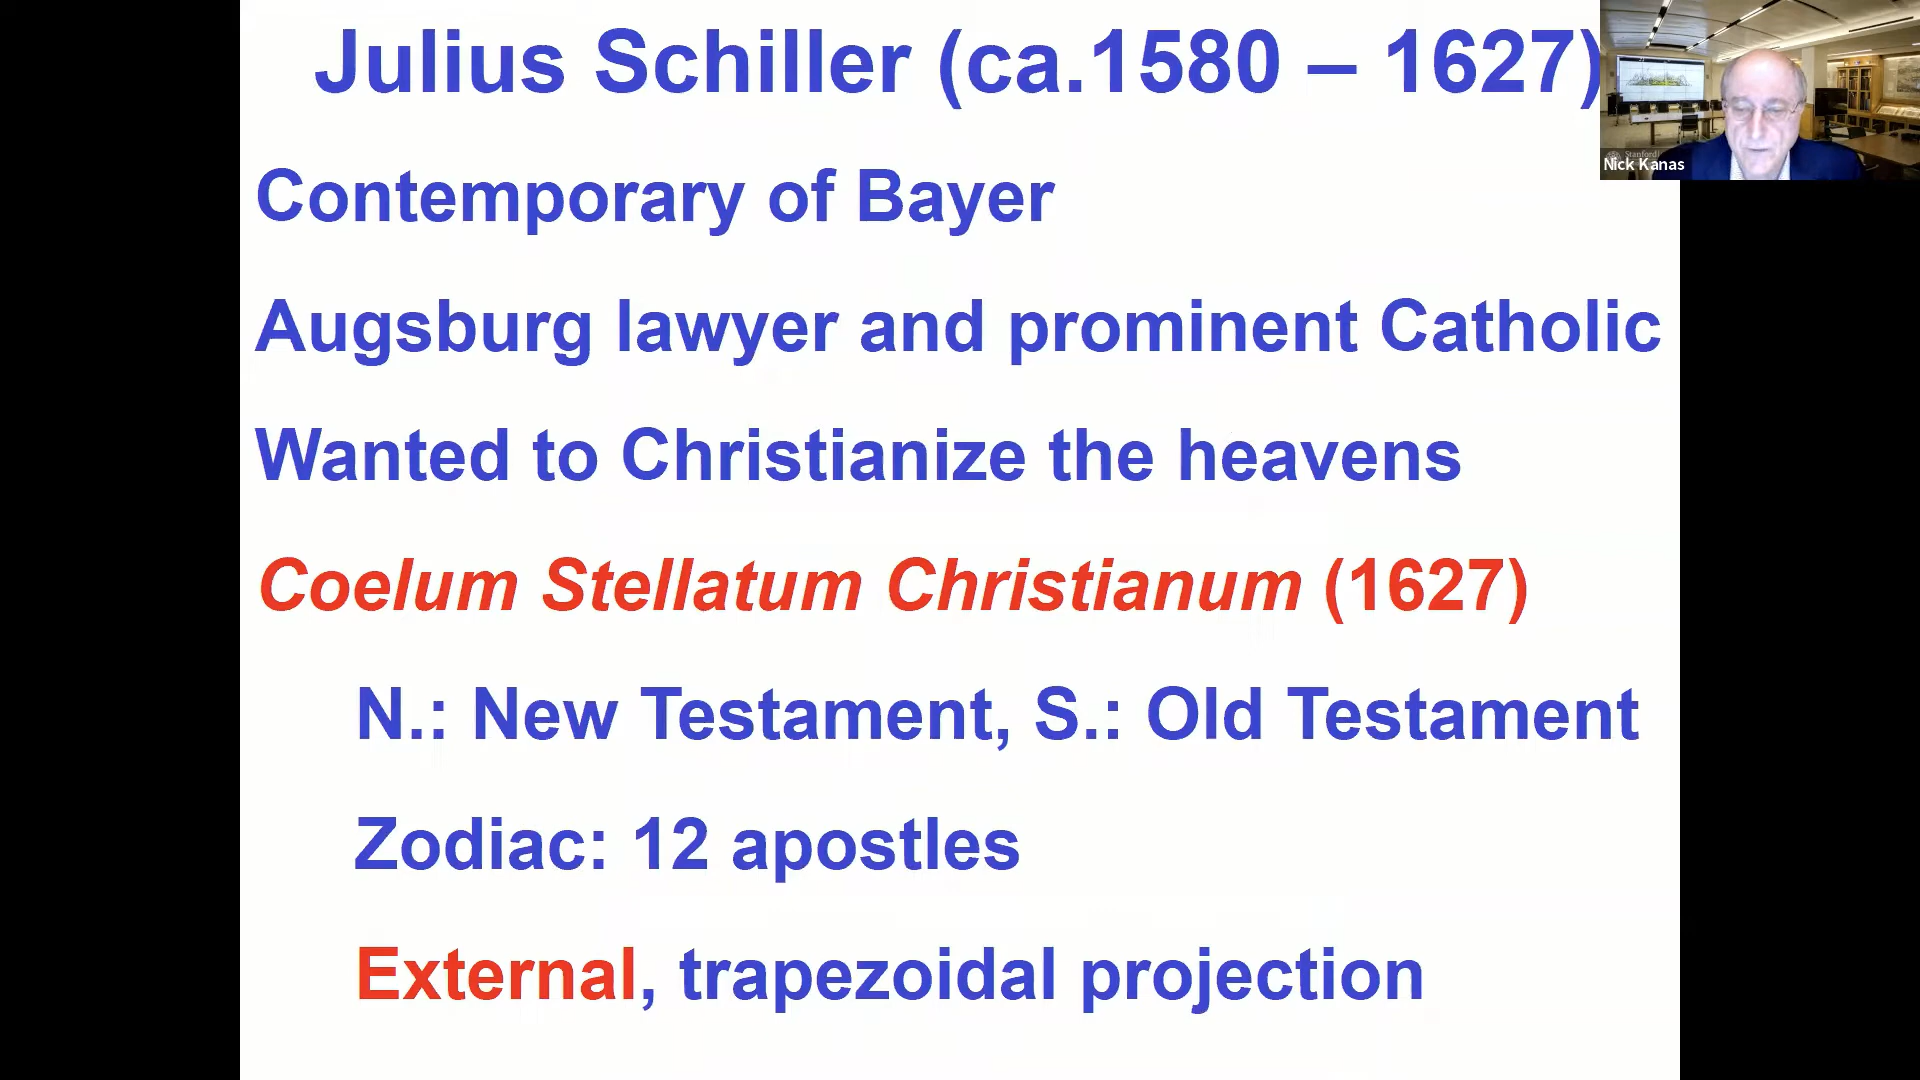 Julius Schiller (ca.1580 – 1627)
Contemporary of Bayer
Augsburg lawyer and prominent Catholic
Wanted to Christianize the heavens
Coelum Stellatum Christianum (1627)
N.: New Testament, S.: Old Testament
Zodiac: 12 apostles
External, trapezoidal projection
Stanford
Nick Kanas